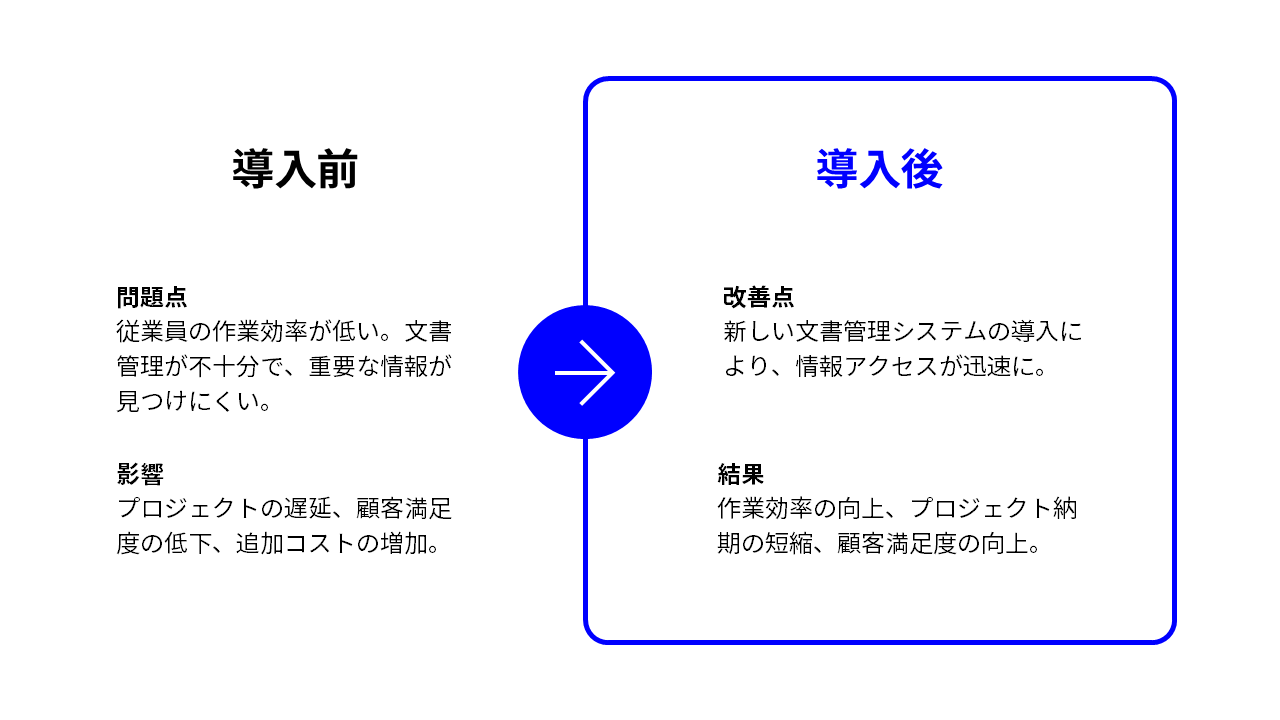 導入前
問題点
従業員の作業効率が低い。文書
管理が不十分で、重要な情報が
見つけにくい。
影響
プロジェクトの遅延、顧客満足
度の低下、追加コストの増加。
導入後
改善点
新しい文書管理システムの導入に
より、情報アクセスが迅速に。
結果
作業効率の向上、プロジェクト納
期の短縮、顧客満足度の向上。